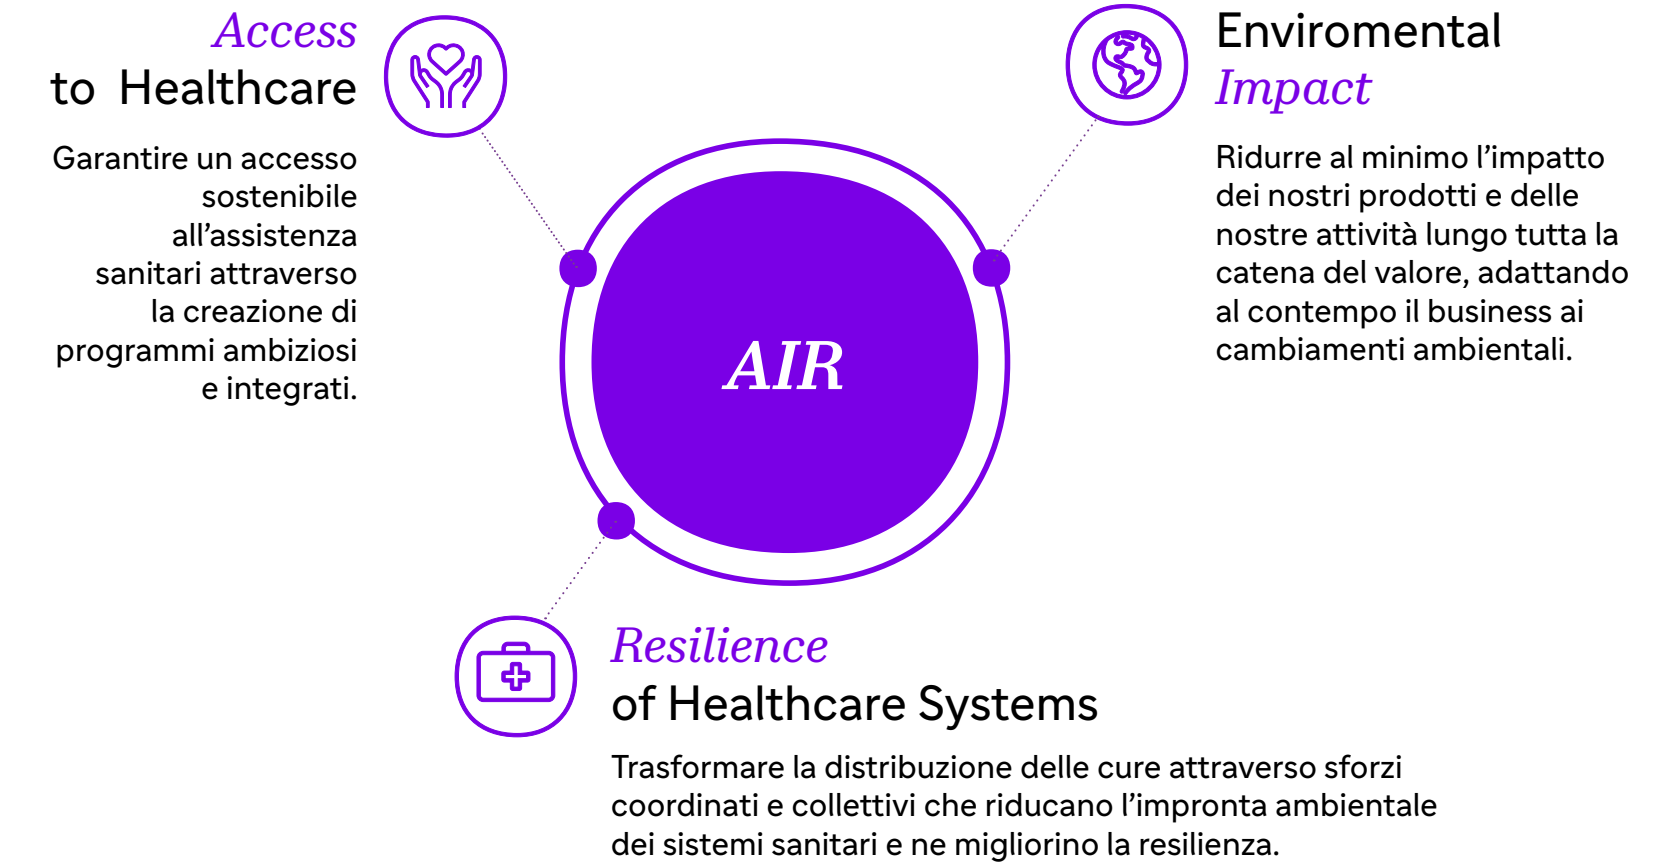 Access
to Healthcare
Garantire un accesso
sostenibile
all’assistenza
sanitari attraverso
la creazione di
programmi ambiziosi
e integrati.
Enviromental
Impact
Ridurre al minimo l’impatto
dei nostri prodotti e delle
nostre attività lungo tutta la
catena del valore, adattando
al contempo il business ai
cambiamenti ambientali.
AIR
Resilience
of Healthcare Systems
Trasformare la distribuzione delle cure attraverso sforzi
coordinati e collettivi che riducano l’impronta ambientale
dei sistemi sanitari e ne migliorino la resilienza.